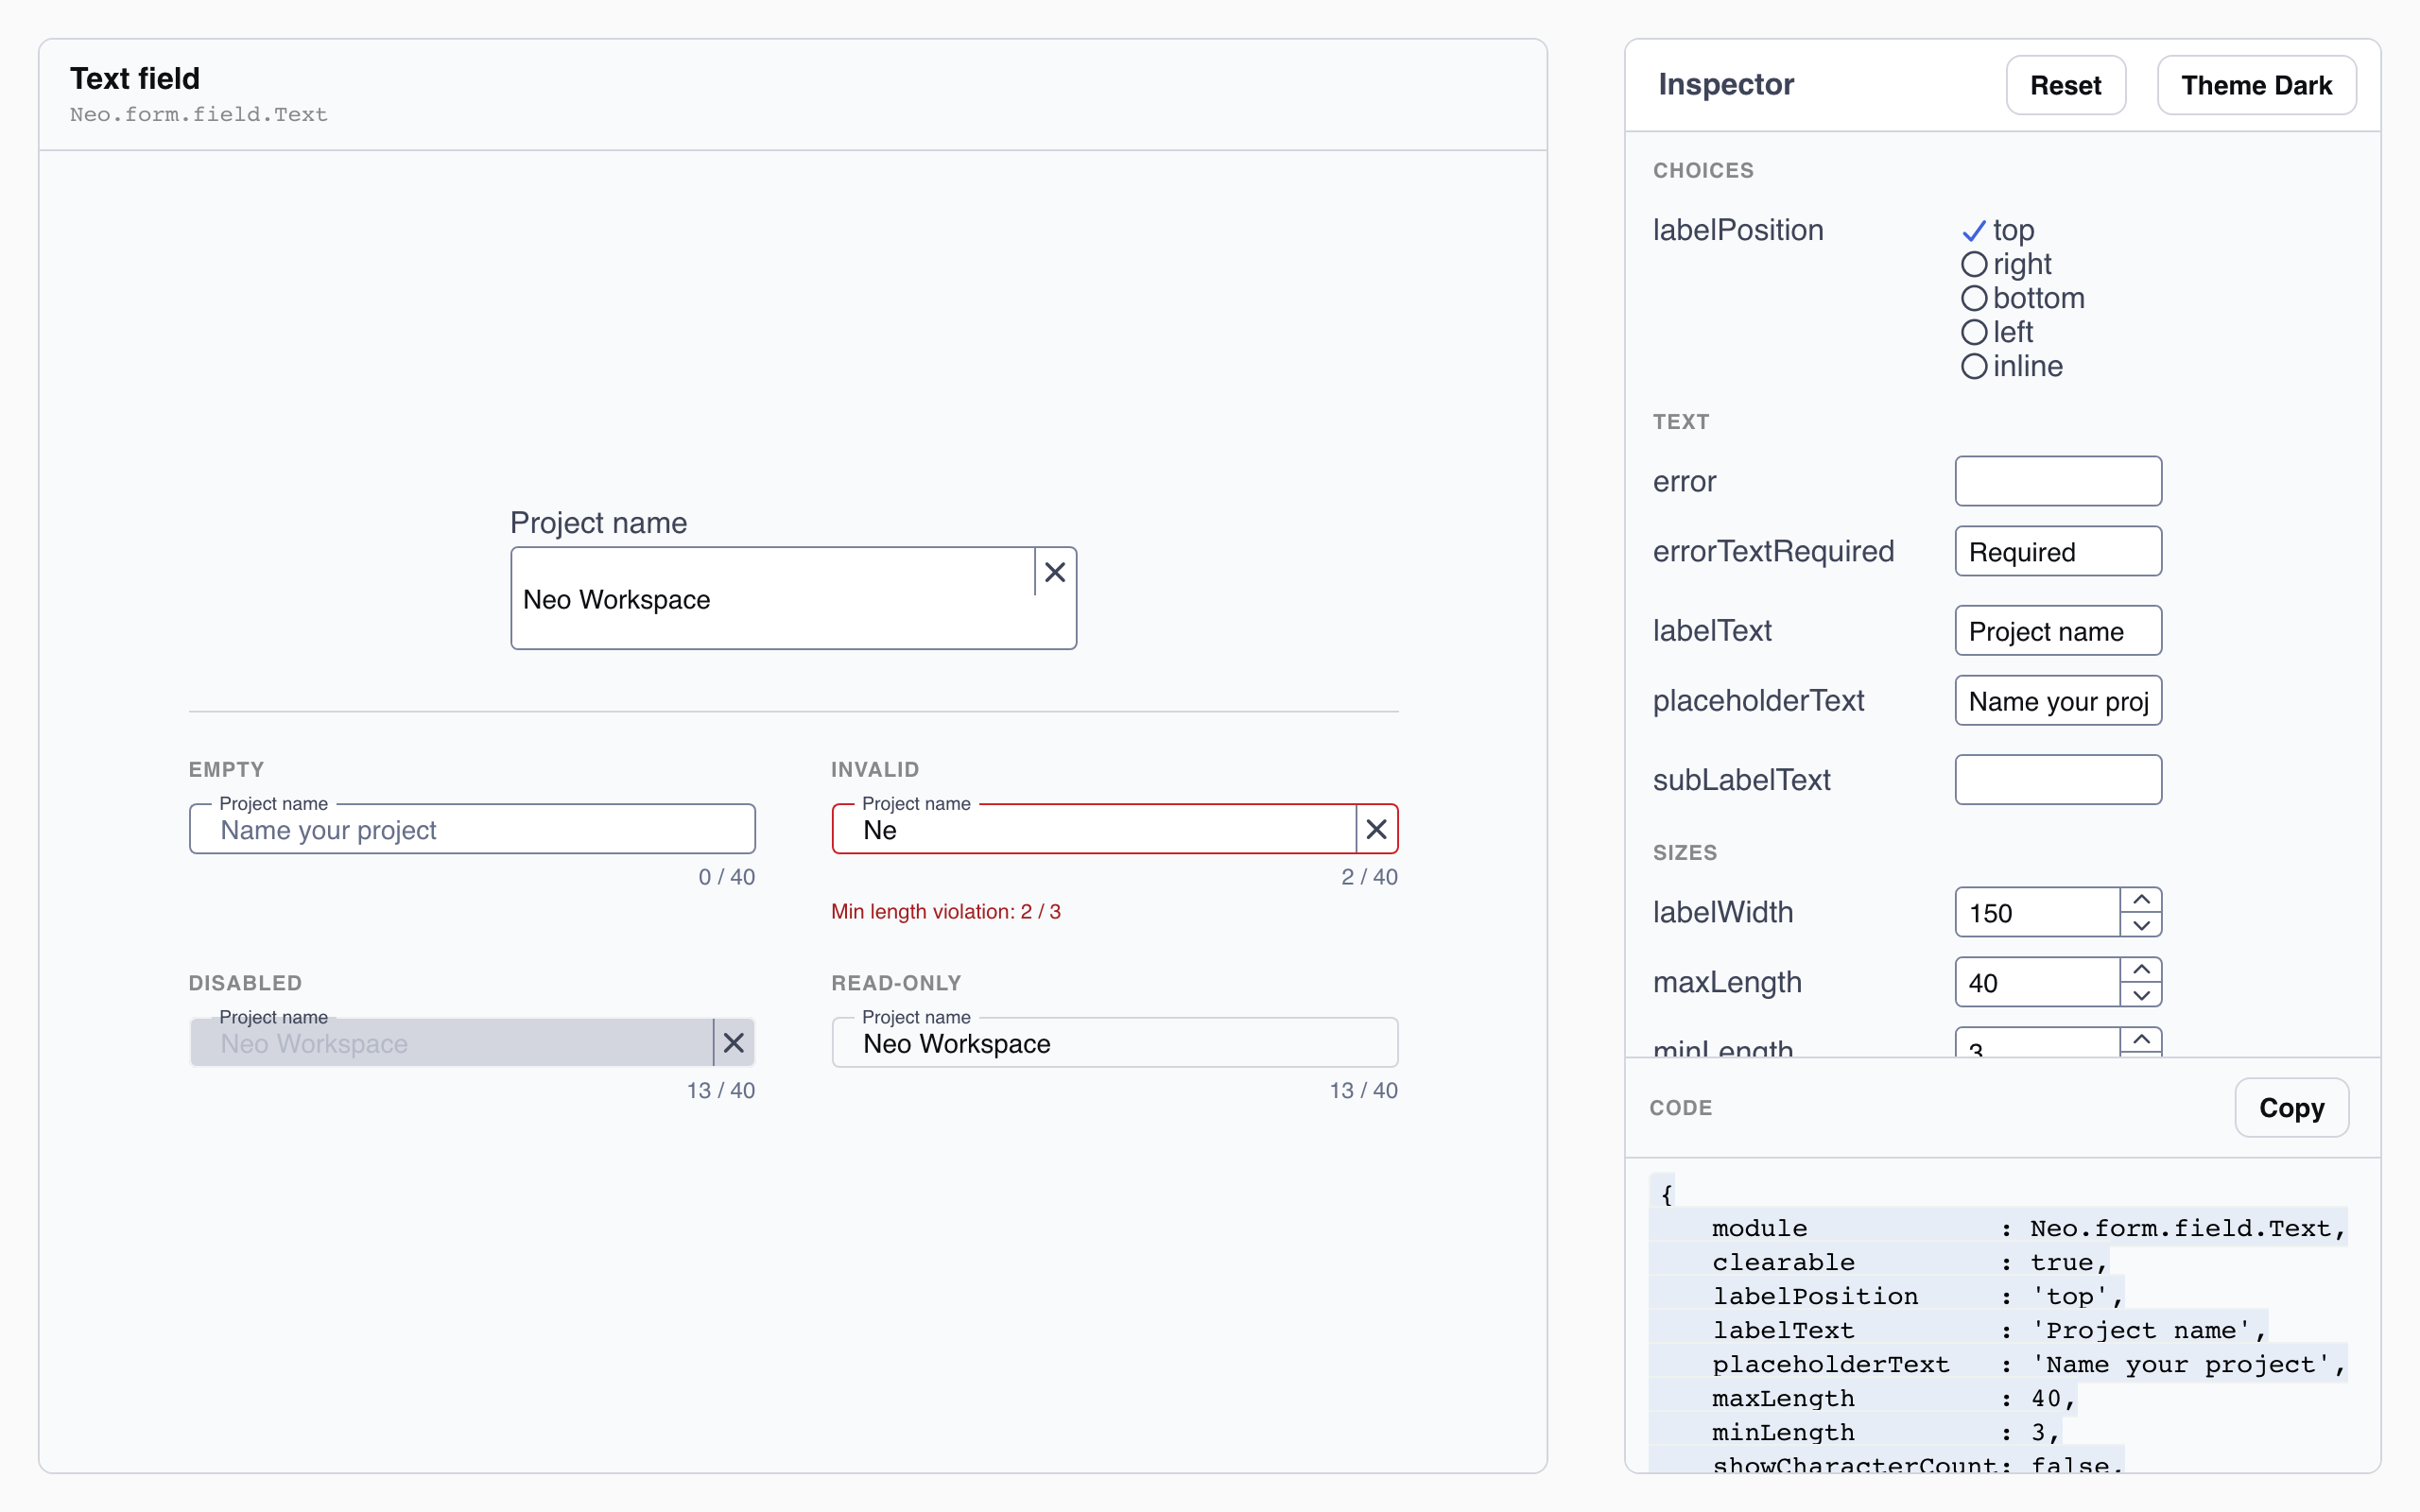 Text field
Neo.form.field.Text
Project name
Neo Workspace
EMPTY
Project name
Name your project
0 / 40
INVALID
Project name
Ne
2 / 40
Min length violation: 2 / 3
DISABLED
Project name
Neo Workspace
13 / 40
READ-ONLY
Project name
Neo Workspace
13 / 40
Inspector
Reset
Theme Dark
CHOICES
labelPosition
top
right
bottom
left
inline
TEXT
error
errorTextRequired
Required
labelText
Project name
placeholderText
Name your proj
subLabelText
SIZES
labelWidth
150
maxLength
40
minLength
3
CODE
Copy
{
module : Neo.form.field.Text,
clearable : true,
labelPosition : 'top',
labelText : 'Project name',
placeholderText : 'Name your project',
maxLength : 40,
minLength : 3,
showCharacterCount: false,